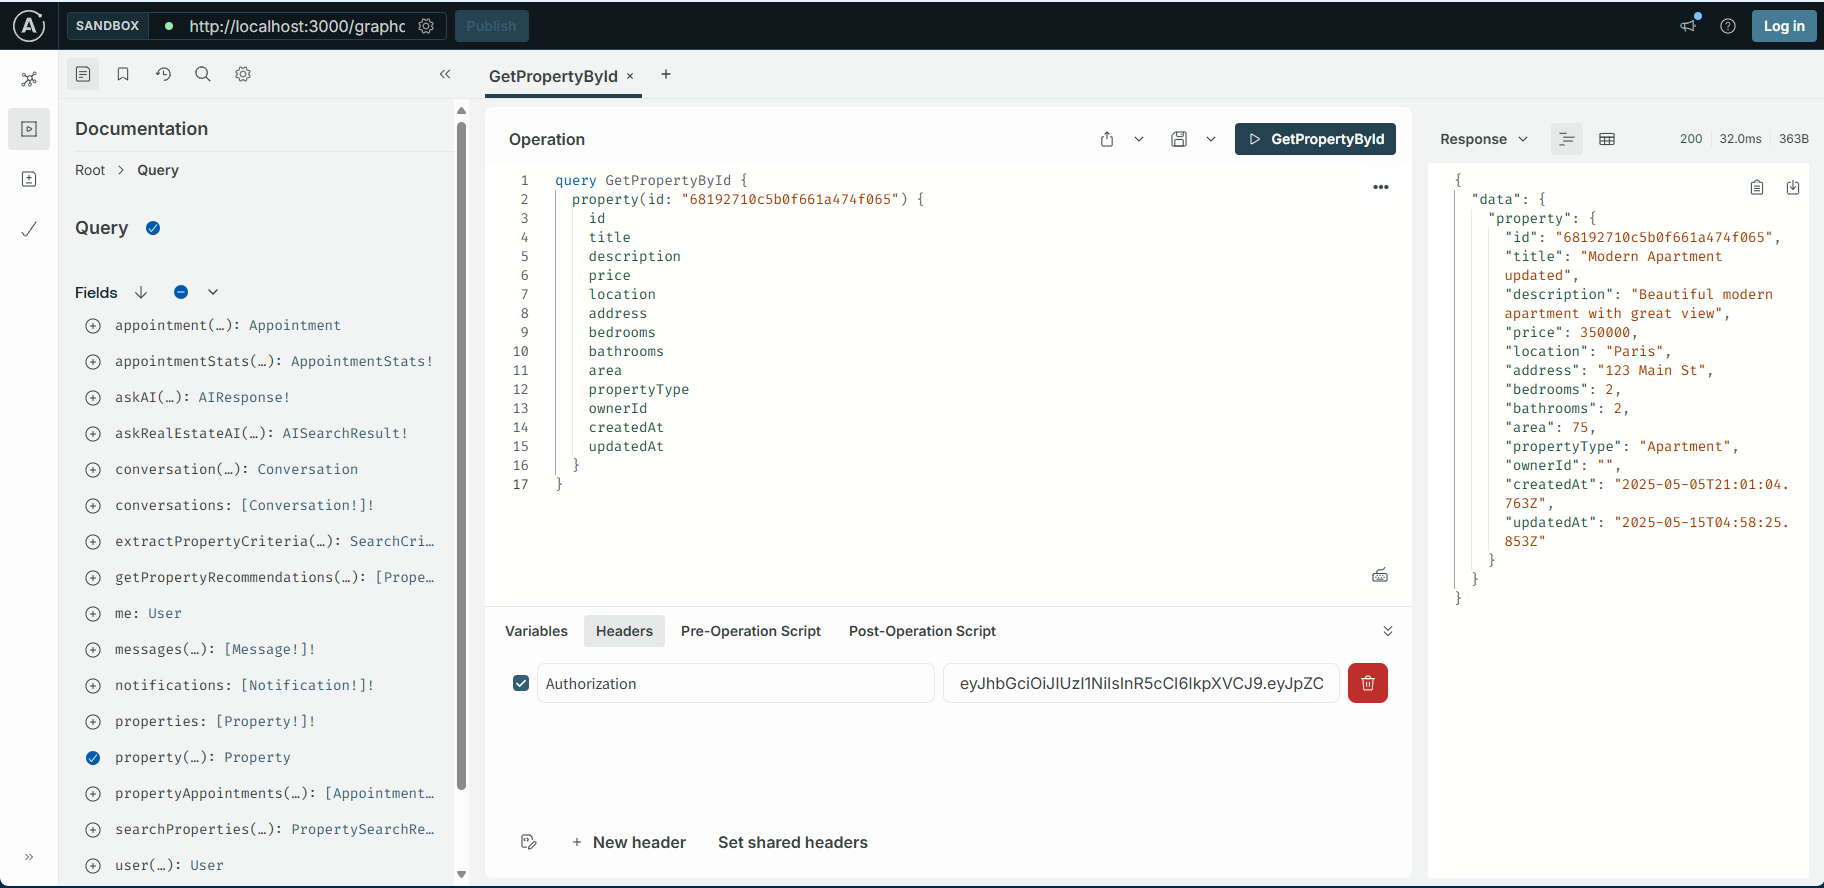 A
SANDBOX
http://localhost:3000/graphc
Publish
Log in
Documentation
Root > Query
Query
Fields
appointment(…): Appointment
appointmentStats(…): AppointmentStats!
askAI(…): AIResponse!
askRealEstateAI(…): AISearchResult!
conversation(…): Conversation
conversations: [Conversation!]!
extractPropertyCriteria(…): SearchCri…
getPropertyRecommendations(…): [Prope…
me: User
messages(…): [Message!]!
notifications: [Notification!]!
properties: [Property!]!
property(…): Property
propertyAppointments(…): [Appointment…
searchProperties(…): PropertySearchRe…
user(…): User
GetPropertyById
Operation
GetPropertyById
1 query GetPropertyById {
2 property(id: "68192710c5b0f661a474f065") {
3 id
4 title
5 description
6 price
7 location
8 address
9 bedrooms
10 bathrooms
11 area
12 propertyType
13 ownerId
14 createdAt
15 updatedAt
16 }
17 }
Variables Headers Pre-Operation Script Post-Operation Script
Authorization
eyJhbGciOiJIUzI1NiIsInR5cCI6IkpXVCJ9.eyJpZC
+ New header Set shared headers
Response
200 32.0ms 363B
{
"data": {
"property": {
"id": "68192710c5b0f661a474f065",
"title": "Modern Apartment
updated",
"description": "Beautiful modern
apartment with great view",
"price": 350000,
"location": "Paris",
"address": "123 Main St",
"bedrooms": 2,
"bathrooms": 2,
"area": 75,
"propertyType": "Apartment",
"ownerId": "",
"createdAt": "2025-05-05T21:01:04.
763Z",
"updatedAt": "2025-05-15T04:58:25.
853Z"
}
}
}